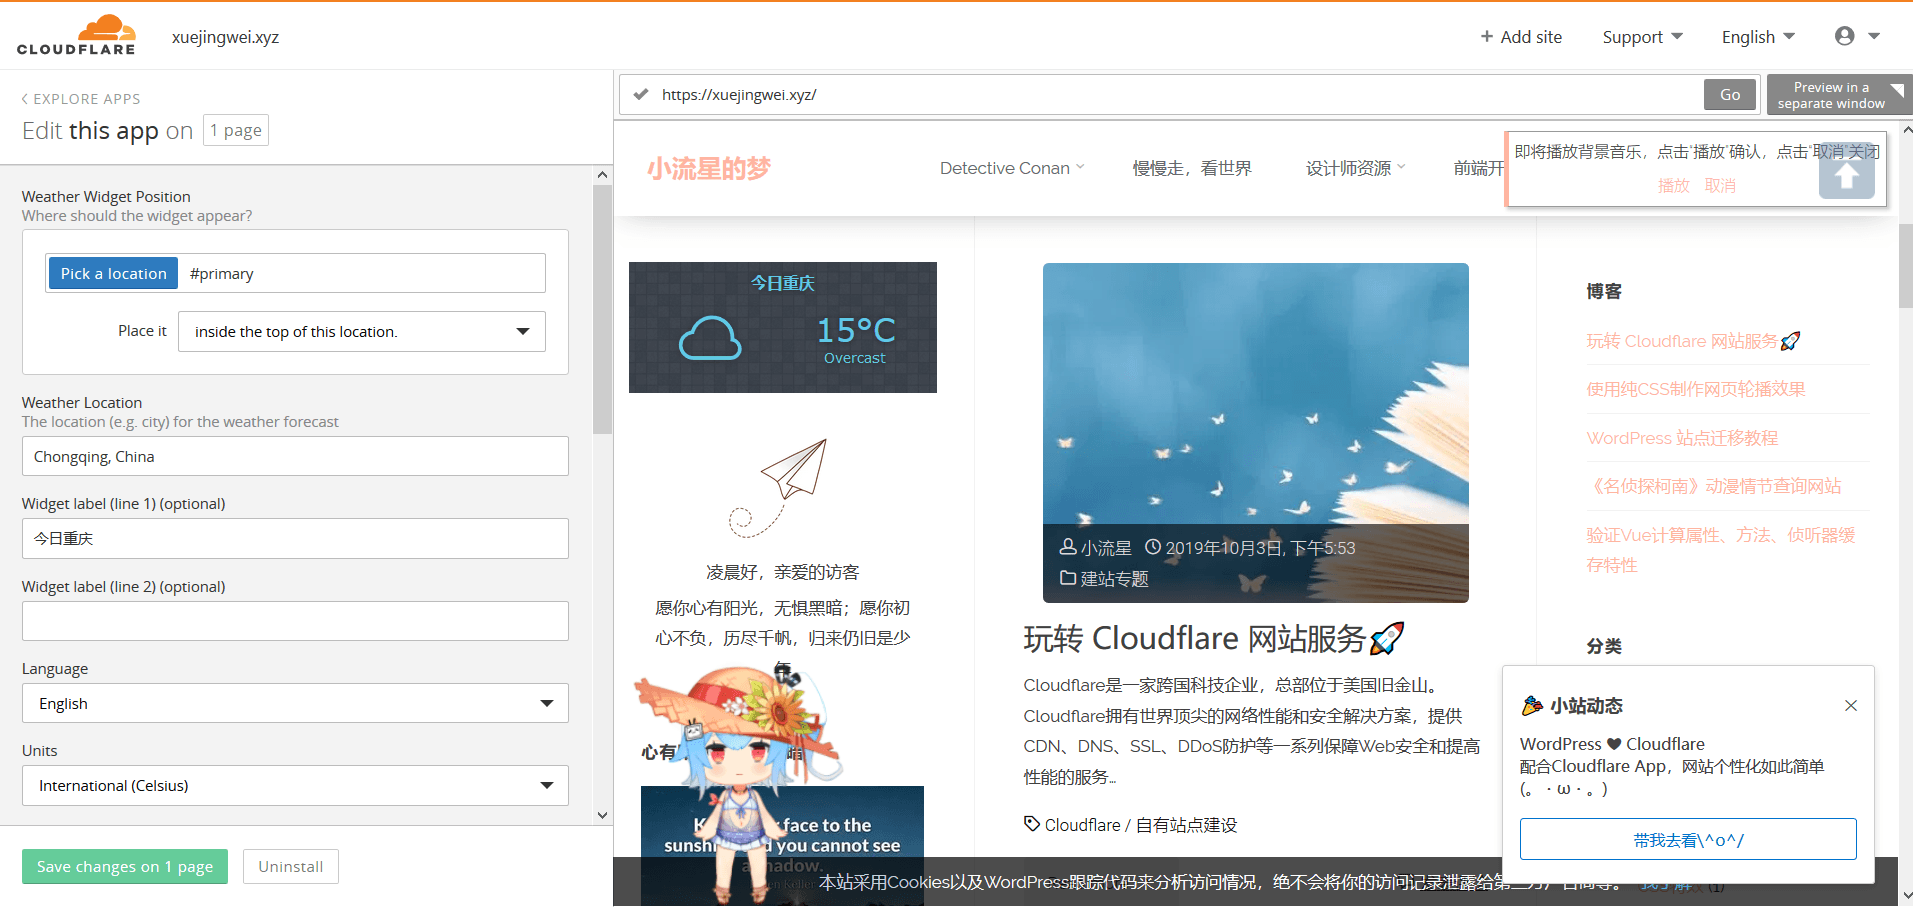 CLOUDFLARE
xuejingwei.xyz
Add site
Support
English
EXPLORE APPS
Edit this app on 1 page
Weather Widget Position
Where should the widget appear?
Pick a location #primary
Place it inside the top of this location.
Weather Location
The location (e.g. city) for the weather forecast
Chongqing, China
Widget label (line 1) (optional)
今日重庆
Widget label (line 2) (optional)
Language
English
Units
International (Celsius)
Save changes on 1 page
Uninstall
https://xuejingwei.xyz/
Go
Preview in a
separate window
小流星的梦
Detective Conan
慢慢走，看世界
设计师资源
前端开
即将播放背景音乐，点击“播放”确认，点击“取消”关闭
播放 取消
今日重庆
15°C
Overcast
凌晨好，亲爱的访客
愿你心有阳光，无惧黑暗；愿你初
心不负，历尽千帆，归来仍旧是少
年
心有
face to the
sunsh d you cannot see
hadow.
小流星 2019年10月3日, 下午5:53
建站专题
玩转 Cloudflare 网站服务🚀
Cloudflare是一家跨国科技企业，总部位于美国旧金山。
Cloudflare拥有世界顶尖的网络性能和安全解决方案，提供
CDN、DNS、SSL、DDoS防护等一系列保障Web安全和提高
性能的服务...
Cloudflare / 自有站点建设
博客
玩转 Cloudflare 网站服务🚀
使用纯CSS制作网页轮播效果
WordPress 站点迁移教程
《名侦探柯南》动漫情节查询网站
验证Vue计算属性、方法、侦听器缓
存特性
分类
小站动态
WordPress ❤ Cloudflare
配合Cloudflare App，网站个性化如此简单
(。・ω・。)
带我去看\^o^/
本站采用Cookies以及WordPress跟踪代码来分析访问情况，绝不会将你的访问记录泄露给第三方